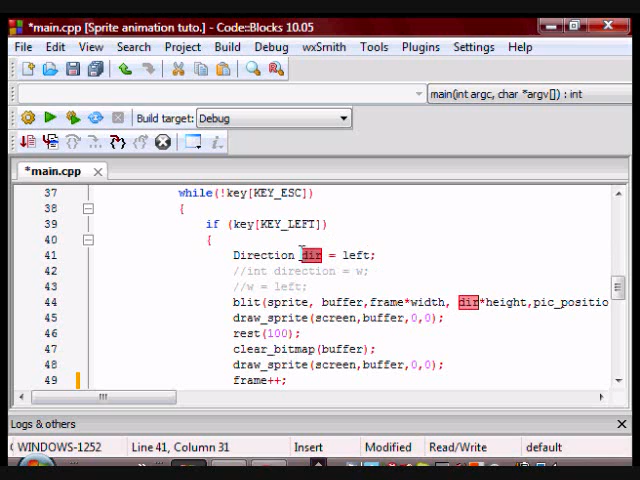 *main.cpp [Sprite animation tuto.] - Code::Blocks 10.05
File Edit View Search Project Build Debug wxSmith Tools Plugins Settings Help
main(int argc, char *argv[]) : int
Build target: Debug
*main.cpp
37 while(!key[KEY_ESC])
38 {
39 if (key[KEY_LEFT])
40 {
41 Direction dir = left;
42 //int direction = w;
43 //w = left;
44 blit(sprite, buffer,frame*width, dir*height,pic_positio
45 draw_sprite(screen,buffer,0,0);
46 rest(100);
47 clear_bitmap(buffer);
48 draw_sprite(screen,buffer,0,0);
49 frame++;
Logs & others
WINDOWS-1252 Line 41, Column 31 Insert Modified Read/Write default